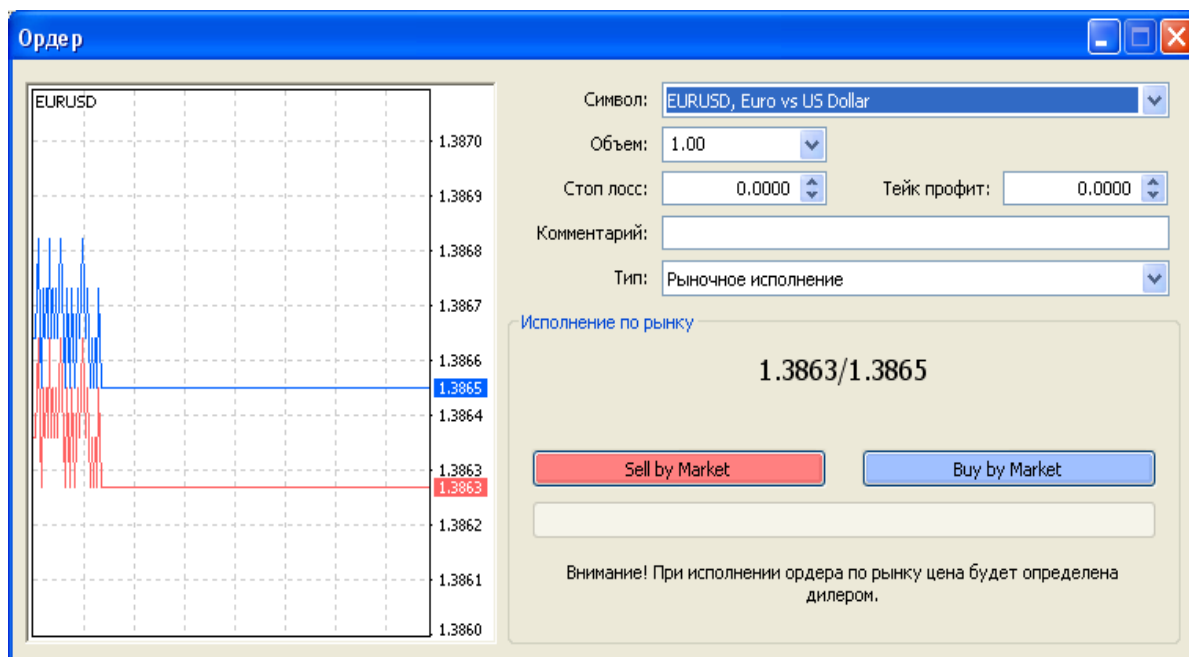 Ордер
EURUSD
1.3870
1.3869
1.3868
1.3867
1.3866
1.3865
1.3864
1.3863
1.3863
1.3862
1.3861
1.3860
Символ: EURUSD, Euro vs US Dollar
Объем: 1.00
Стоп лосс: 0.0000 Тейк профит: 0.0000
Комментарий:
Тип: Рыночное исполнение
Исполнение по рынку
1.3863/1.3865
Sell by Market Buy by Market
Внимание! При исполнении ордера по рынку цена будет определена
дилером.